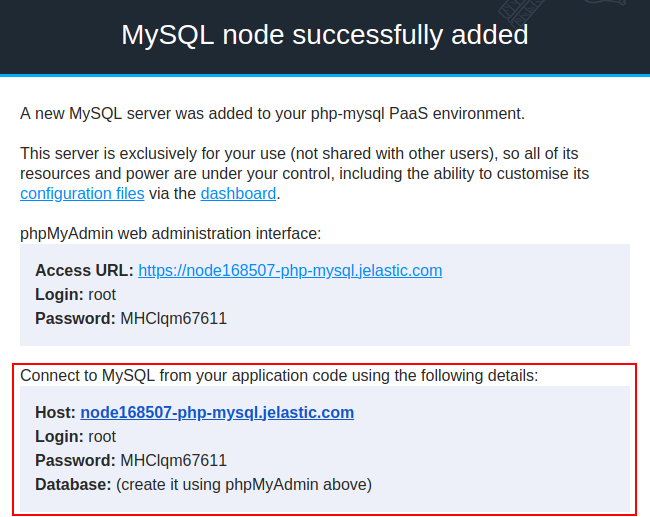 MySQL node successfully added
A new MySQL server was added to your php-mysql PaaS environment.
This server is exclusively for your use (not shared with other users), so all of its
resources and power are under your control, including the ability to customise its
configuration files via the dashboard.
phpMyAdmin web administration interface:
Access URL: https://node168507-php-mysql.jelastic.com
Login: root
Password: MHClqm67611
Connect to MySQL from your application code using the following details:
Host: node168507-php-mysql.jelastic.com
Login: root
Password: MHClqm67611
Database: (create it using phpMyAdmin above)